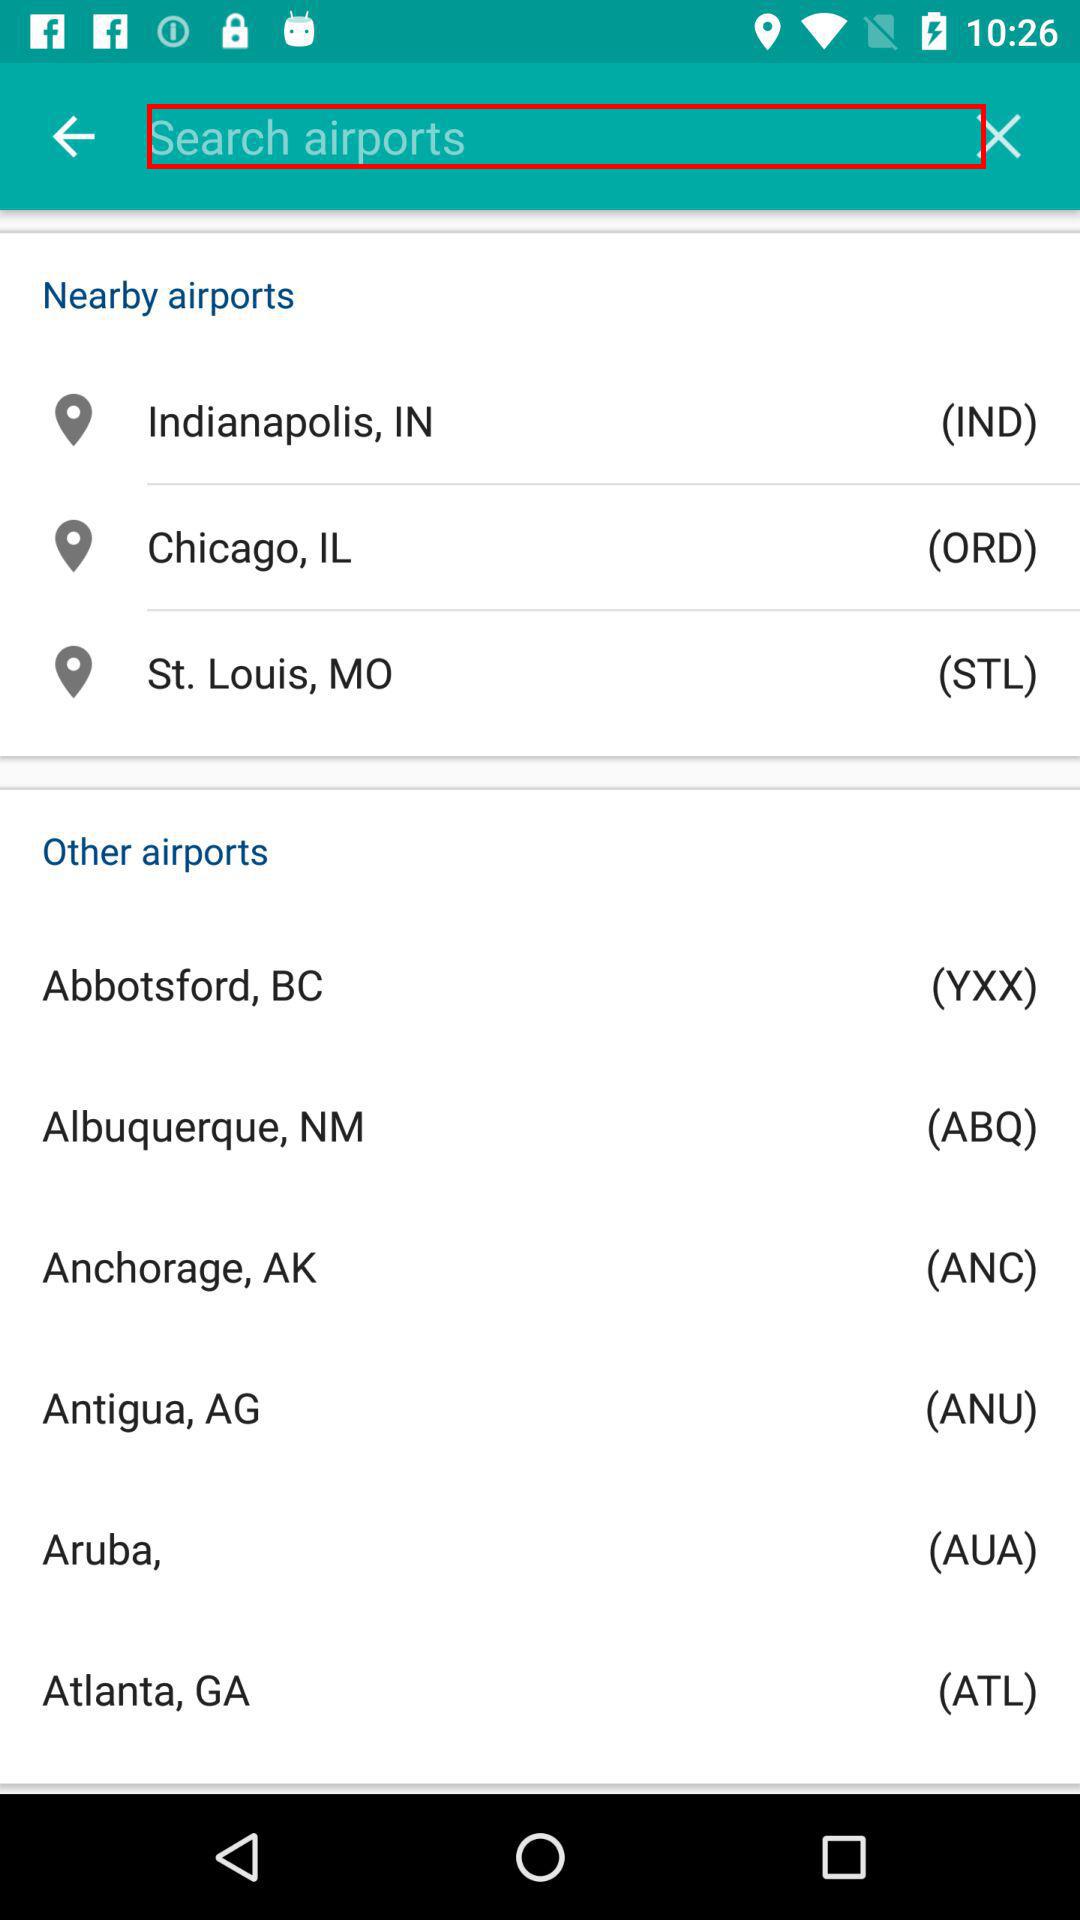 10:26
Search airports
Nearby airports
Indianapolis, IN (IND)
Chicago, IL (ORD)
St. Louis, MO (STL)
Other airports
Abbotsford, BC (YXX)
Albuquerque, NM (ABQ)
Anchorage, AK (ANC)
Antigua, AG (ANU)
Aruba, (AUA)
Atlanta, GA (ATL)